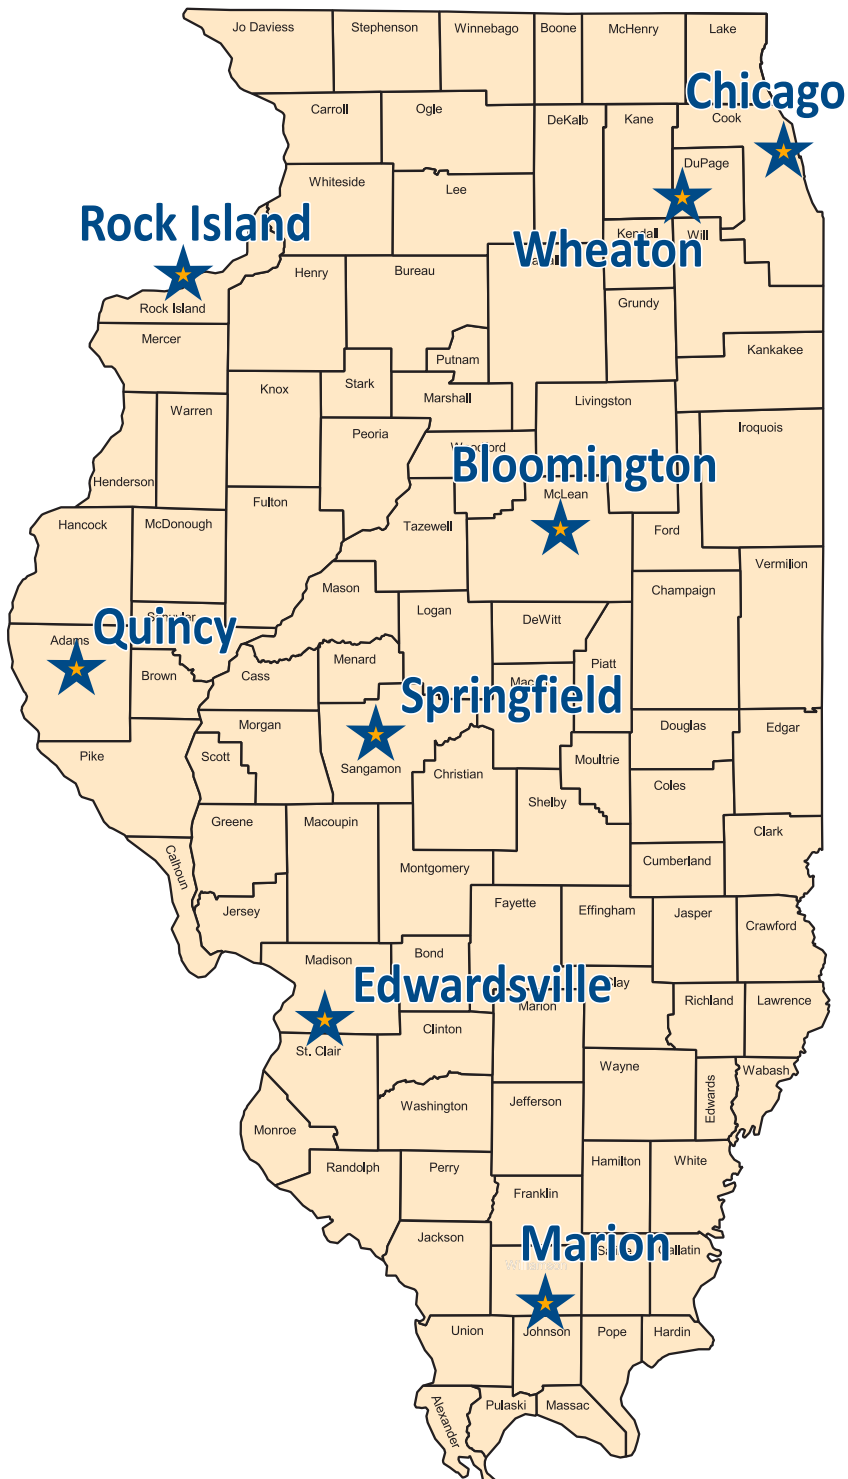 Jo Daviess
Stephenson
Winnebago
Boone
McHenry
Lake
Chicago
Carroll
Ogle
DeKalb
Kane
Cook
DuPage
Whiteside
Lee
Rock Island
Kendall
Will
Wheaton
Henry
Bureau
Rock Island
Grundy
Mercer
Putnam
Kankakee
Stark
Knox
Marshall
Livingston
Warren
Peoria
Iroquois
Woodford
Bloomington
Henderson
McLean
Fulton
Hancock
McDonough
Tazewell
Ford
Vermilion
Mason
Champaign
Logan
DeWitt
Quincy
Adams
Menard
Piatt
Brown
Cass
Springfield
Morgan
Douglas
Edgar
Pike
Scott
Sangamon
Christian
Moultrie
Coles
Shelby
Greene
Macoupin
Clark
Calhoun
Montgomery
Cumberland
Fayette
Effingham
Jersey
Jasper
Crawford
Madison
Bond
Edwardsville
Clay
Marion
Richland
Lawrence
Clinton
St. Clair
Wayne
Wabash
Edwards
Jefferson
Washington
Monroe
Randolph
Perry
Hamilton
White
Franklin
Jackson
Marion
Gallatin
Williamson
Union
Johnson
Pope
Hardin
Alexander
Pulaski
Massac